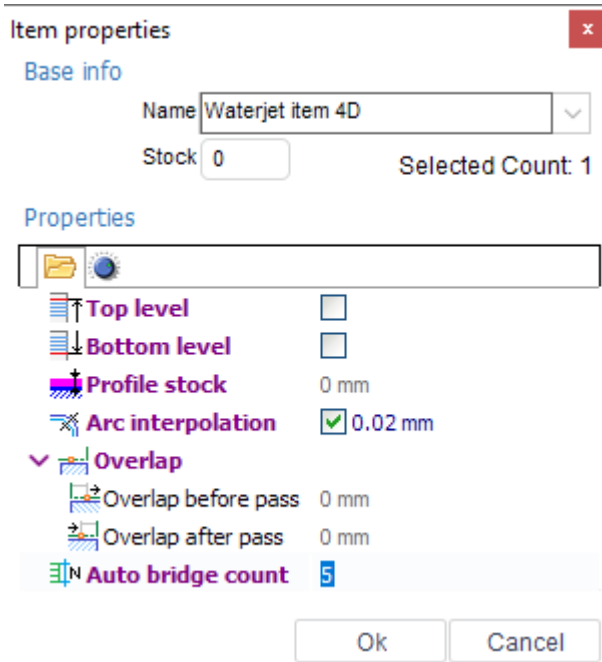 Item properties
x
Base info
Name Waterjet item 4D
Stock 0
Selected Count: 1
Properties
Top level
Bottom level
Profile stock 0 mm
Arc interpolation 0.02 mm
Overlap
Overlap before pass 0 mm
Overlap after pass 0 mm
N Auto bridge count 5
Ok Cancel